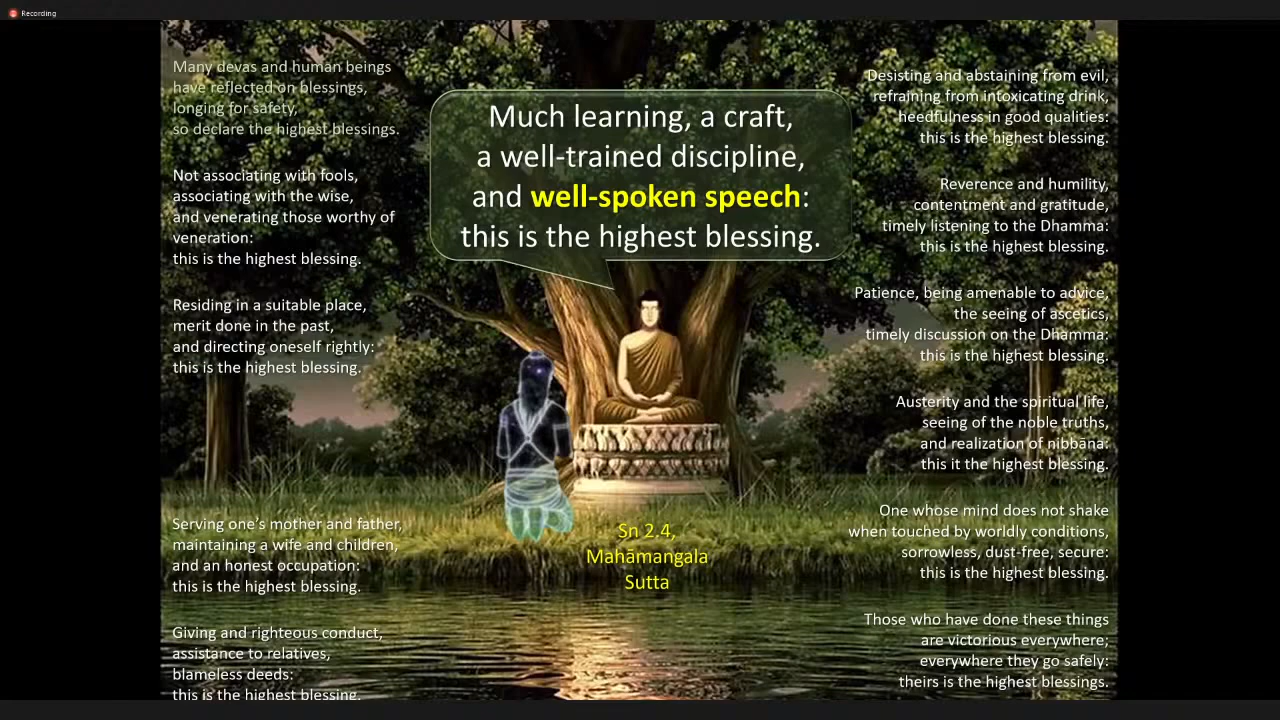 Recording
Many devas and human beings
have reflected on blessings,
longing for safety,
so declare the highest blessings.
Not associating with fools,
associating with the wise,
and venerating those worthy of
veneration:
this is the highest blessing.
Residing in a suitable place,
merit done in the past,
and directing oneself rightly:
this is the highest blessing.
Much learning, a craft,
a well-trained discipline,
and well-spoken speech:
this is the highest blessing.
Serving one's mother and father,
maintaining a wife and children,
and an honest occupation:
this is the highest blessing.
Giving and righteous conduct,
assistance to relatives,
blameless deeds:
this is the highest blessing.
Sn 2.4,
Mahāmangala
Sutta
Desisting and abstaining from evil,
refraining from intoxicating drink,
heedfulness in good qualities:
this is the highest blessing.
Reverence and humility,
contentment and gratitude,
timely listening to the Dhamma:
this is the highest blessing.
Patience, being amenable to advice,
the seeing of ascetics,
timely discussion on the Dhamma:
this is the highest blessing.
Austerity and the spiritual life,
seeing of the noble truths,
and realization of nibbāna:
this it the highest blessing.
One whose mind does not shake
when touched by worldly conditions,
sorrowless, dust-free, secure:
this is the highest blessing.
Those who have done these things
are victorious everywhere;
everywhere they go safely:
theirs is the highest blessings.